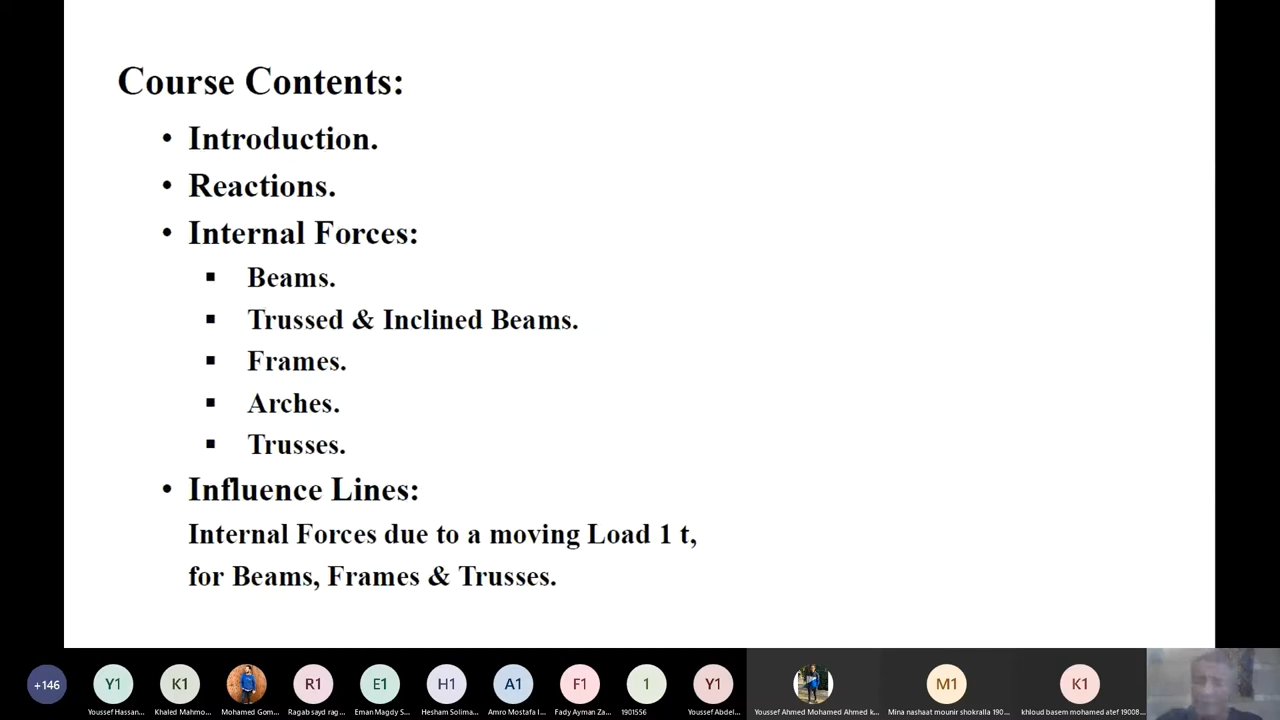 Course Contents:
• Introduction.
• Reactions.
• Internal Forces:
▪ Beams.
▪ Trussed & Inclined Beams.
▪ Frames.
▪ Arches.
▪ Trusses.
• Influence Lines:
Internal Forces due to a moving Load 1 t,
for Beams, Frames & Trusses.
+146
Y1
K1
R1
E1
H1
A1
F1
1
Y1
M1
K1
Youssef Hassan...
Khaled Mahmo...
Mohamed Gom...
Ragab sayd rag...
Eman Magdy S...
Hesham Solima...
Amro Mostafa I...
Fady Ayman Za...
1901556
Youssef Abdel...
Youssef Ahmed Mohamed Ahmed k...
Mina nashaat mounir shokralla 190...
khloud basem mohamed atef 19008...